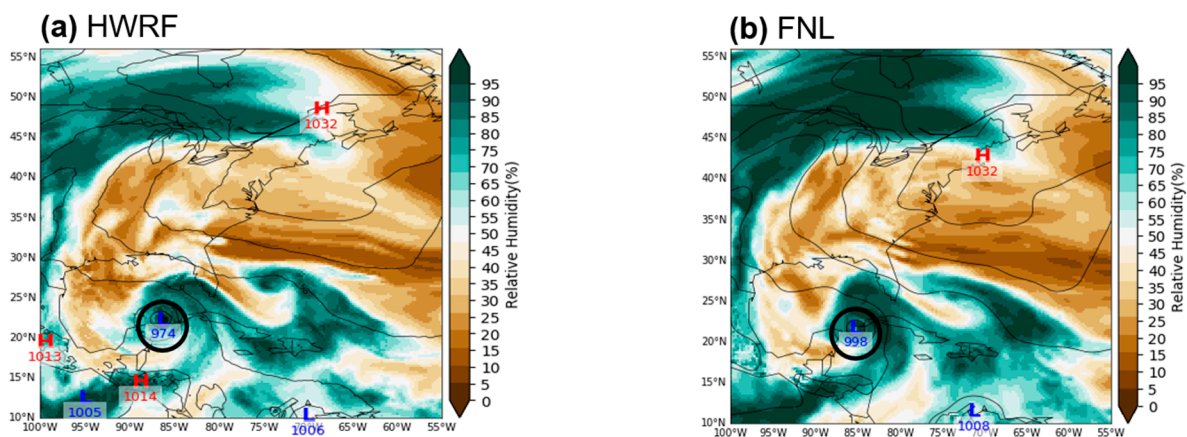 (a) HWRF
(b) FNL
55°N
50°N
45°N
40°N
35°N
30°N
25°N
20°N
15°N
10°N
100°W 95°W 90°W 85°W 80°W 75°W 65°W 60°W 55°W
H
1032
L
974
H
1013
H
1014
L
1005
L
1006
95
90
85
80
75
70
65
60
55
50
45
40
35
30
25
20
15
10
5
0
Relative Humidity(%)
55°N
50°N
45°N
40°N
35°N
30°N
25°N
20°N
15°N
10°N
100°W 95°W 90°W 85°W 80°W 75°W 70°W 65°W 60°W 55°W
H
1032
L
998
L
1008
95
90
85
80
75
70
65
60
55
50
45
40
35
30
25
20
15
10
5
0
Relative Humidity(%)